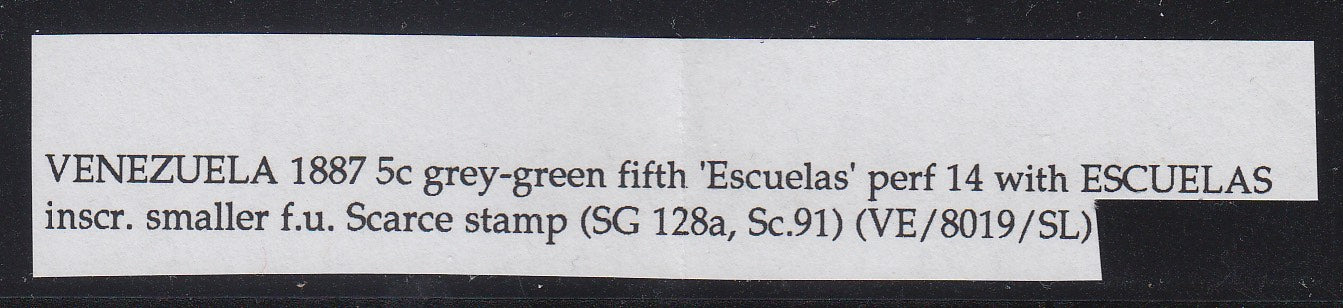 VENEZUELA 1887 5c grey-green fifth 'Escuelas' perf 14 with ESCUELAS
inscr. smaller f.u. Scarce stamp (SG 128a, Sc.91) (VE/8019/SL)